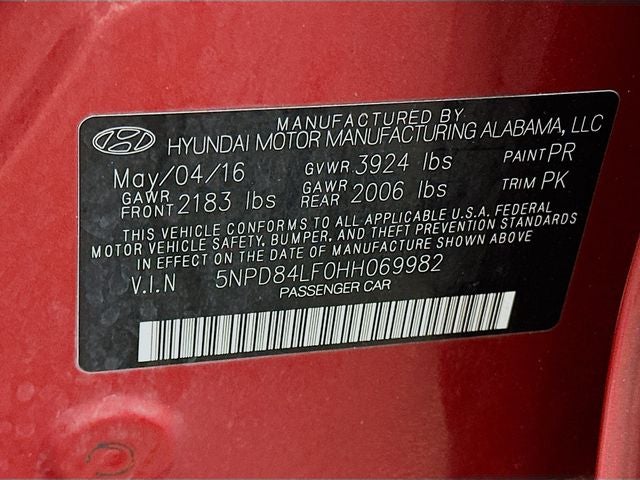 MANUFACTURED BY
HYUNDAI MOTOR MANUFACTURING ALABAMA, LLC
May/04/16 GVWR 3924 lbs PAINT PR
GAWR FRONT 2183 lbs GAWR REAR 2006 lbs TRIM PK
THIS VEHICLE CONFORMS TO ALL APPLICABLE U.S.A. FEDERAL
MOTOR VEHICLE SAFETY, BUMPER, AND THEFT PREVENTION STANDARDS
IN EFFECT ON THE DATE OF MANUFACTURE SHOWN ABOVE
V.I.N 5NPD84LF0HH069982
PASSENGER CAR